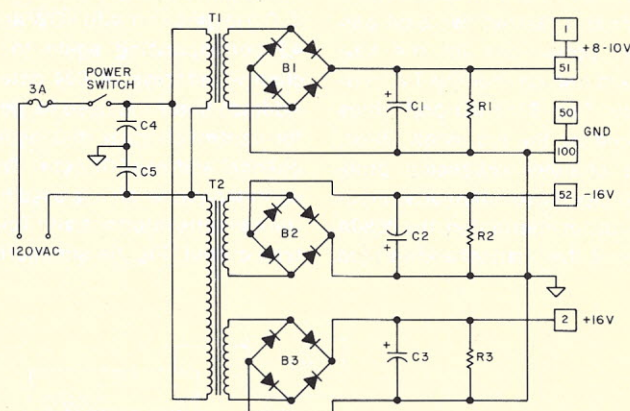 T1
1
+8-10V
3A
POWER
SWITCH
B1
51
+
C1
R1
C4
50
GND
100
C5
T2
52
-16V
120VAC
B2
C2
R2
+
2
+16V
+
B3
C3
R3